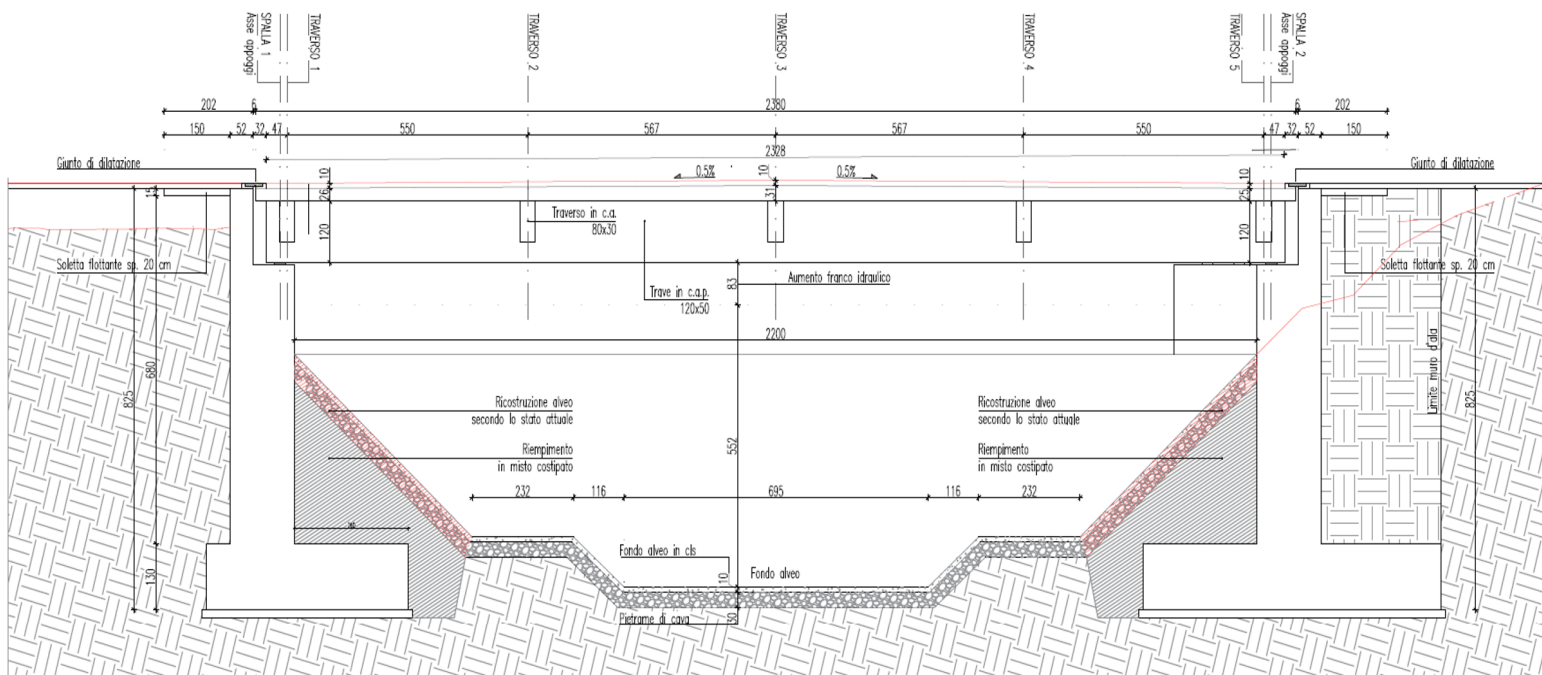 SPALLA 1
Asse appoggi
TRAVERSO 1
TRAVERSO 2
TRAVERSO 3
TRAVERSO 4
TRAVERSO 5
SPALLA 2
Asse appoggi
202
6
2380
6
202
150
52
32
47
550
567
567
550
47
32
52
150
2328
Giunto di dilatazione
Giunto di dilatazione
0.5%
0.5%
10
10
10
15
26
31
25
120
120
Traverso in c.a.
80x30
Soletta flottante sp. 20 cm
Soletta flottante sp. 20 cm
Aumento franco idraulico
83
Trave in c.a.p.
120x50
2200
Limite muro d'ala
680
825
825
Ricostruzione alveo
secondo lo stato attuale
Ricostruzione alveo
secondo lo stato attuale
Riempimento
in misto costipato
Riempimento
in misto costipato
552
232
116
695
116
232
Fondo alveo in cls
10
Fondo alveo
130
Pietrame di cava
30